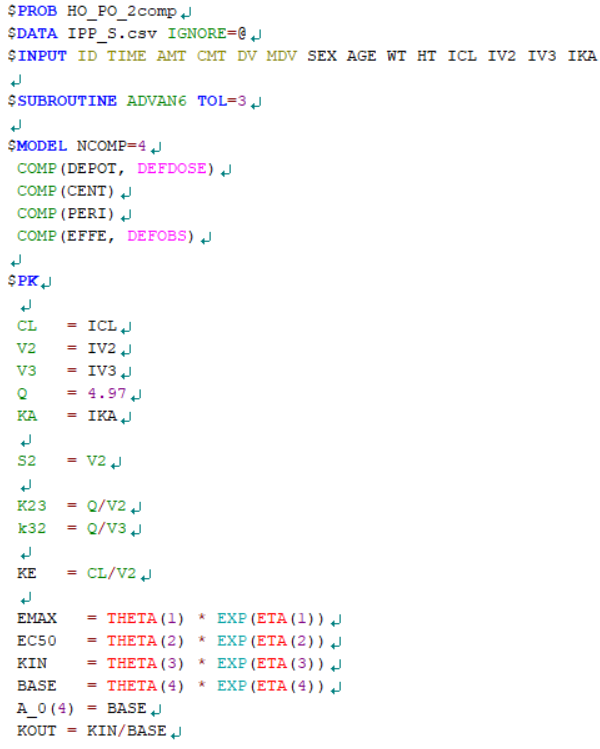 $PROB HO_PO_2comp
$DATA IPP_S.csv IGNORE=@
$INPUT ID TIME AMT CMT DV MDV SEX AGE WT HT ICL IV2 IV3 IKA
$SUBROUTINE ADVAN6 TOL=3
$MODEL NCOMP=4
COMP(DEPOT, DEFDOSE)
COMP(CENT)
COMP(PERI)
COMP(EFFE, DEFOBS)
$PK
CL = ICL
V2 = IV2
V3 = IV3
Q = 4.97
KA = IKA
S2 = V2
K23 = Q/V2
k32 = Q/V3
KE = CL/V2
EMAX = THETA(1) * EXP(ETA(1))
EC50 = THETA(2) * EXP(ETA(2))
KIN = THETA(3) * EXP(ETA(3))
BASE = THETA(4) * EXP(ETA(4))
A_0(4) = BASE
KOUT = KIN/BASE